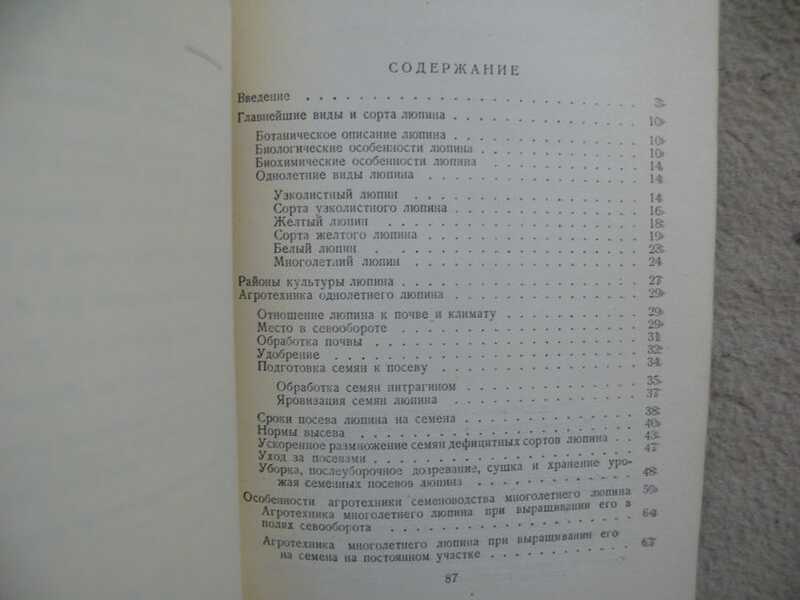 СОДЕРЖАНИЕ
Введение . . . . . . . . . . . . . . . . . . . . . . . . 3
Главнейшие виды и сорта люпина . . . . . . . . . . . . . . 10
Ботаническое описание люпина . . . . . . . . . . . . . . 10
Биологические особенности люпина . . . . . . . . . . . . 10
Биохимические особенности люпина . . . . . . . . . . . 14
Однолетние виды люпина . . . . . . . . . . . . . . . . 14
Узколистный люпин . . . . . . . . . . . . . . . . . 14
Сорта узколистного люпина . . . . . . . . . . . . . . 16
Желтый люпин . . . . . . . . . . . . . . . . . . . 18
Сорта желтого люпина . . . . . . . . . . . . . . . . 19
Белый люпин . . . . . . . . . . . . . . . . . . . . 23
Многолетний люпин . . . . . . . . . . . . . . . . . 24
Районы культуры люпина . . . . . . . . . . . . . . . . . . 27
Агротехника однолетнего люпина . . . . . . . . . . . . . . 29
Отношение люпина к почве и климату . . . . . . . . . . 29
Место в севообороте . . . . . . . . . . . . . . . . . . 29
Обработка почвы . . . . . . . . . . . . . . . . . . . . 31
Удобрение . . . . . . . . . . . . . . . . . . . . . . . 32
Подготовка семян к посеву . . . . . . . . . . . . . . . 34
Обработка семян нитрагином . . . . . . . . . . . . . 35
Яровизация семян люпина . . . . . . . . . . . . . . 37
Сроки посева люпина на семена . . . . . . . . . . . . . 38
Нормы высева . . . . . . . . . . . . . . . . . . . . . 40
Ускоренное размножение семян дефицитных сортов люпина . . 43
Уход за посевами . . . . . . . . . . . . . . . . . . . 47
Уборка, послеуборочное дозревание, сушка и хранение уро-
жая семенных посевов люпина . . . . . . . . . . . . 48
Особенности агротехники семеноводства многолетнего люпина 59
Агротехника многолетнего люпина при выращивании его в
полях севооборота . . . . . . . . . . . . . . . . . . 64
Агротехника многолетнего люпина при выращивании его
на семена на постоянном участке . . . . . . . . . . . 67
87